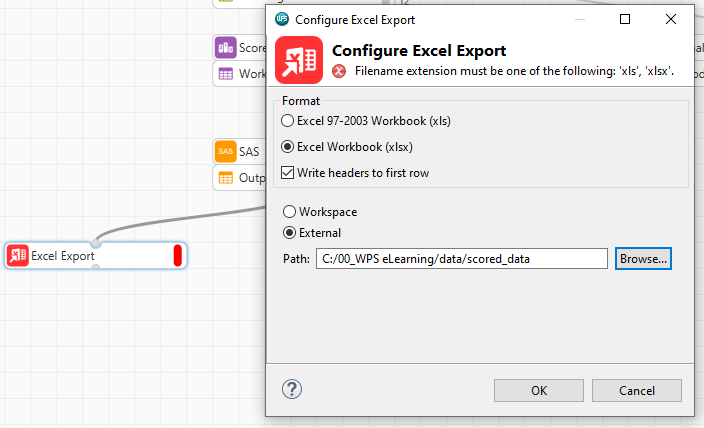 WPS Configure Excel Export
Configure Excel Export
Filename extension must be one of the following: 'xls', 'xlsx'.
Format
Excel 97-2003 Workbook (xls)
Excel Workbook (xlsx)
Write headers to first row
Workspace
External
Path: C:/00_WPS eLearning/data/scored_data Browse...
? OK Cancel
Score
Work
SAS SAS
Outp
Excel Export